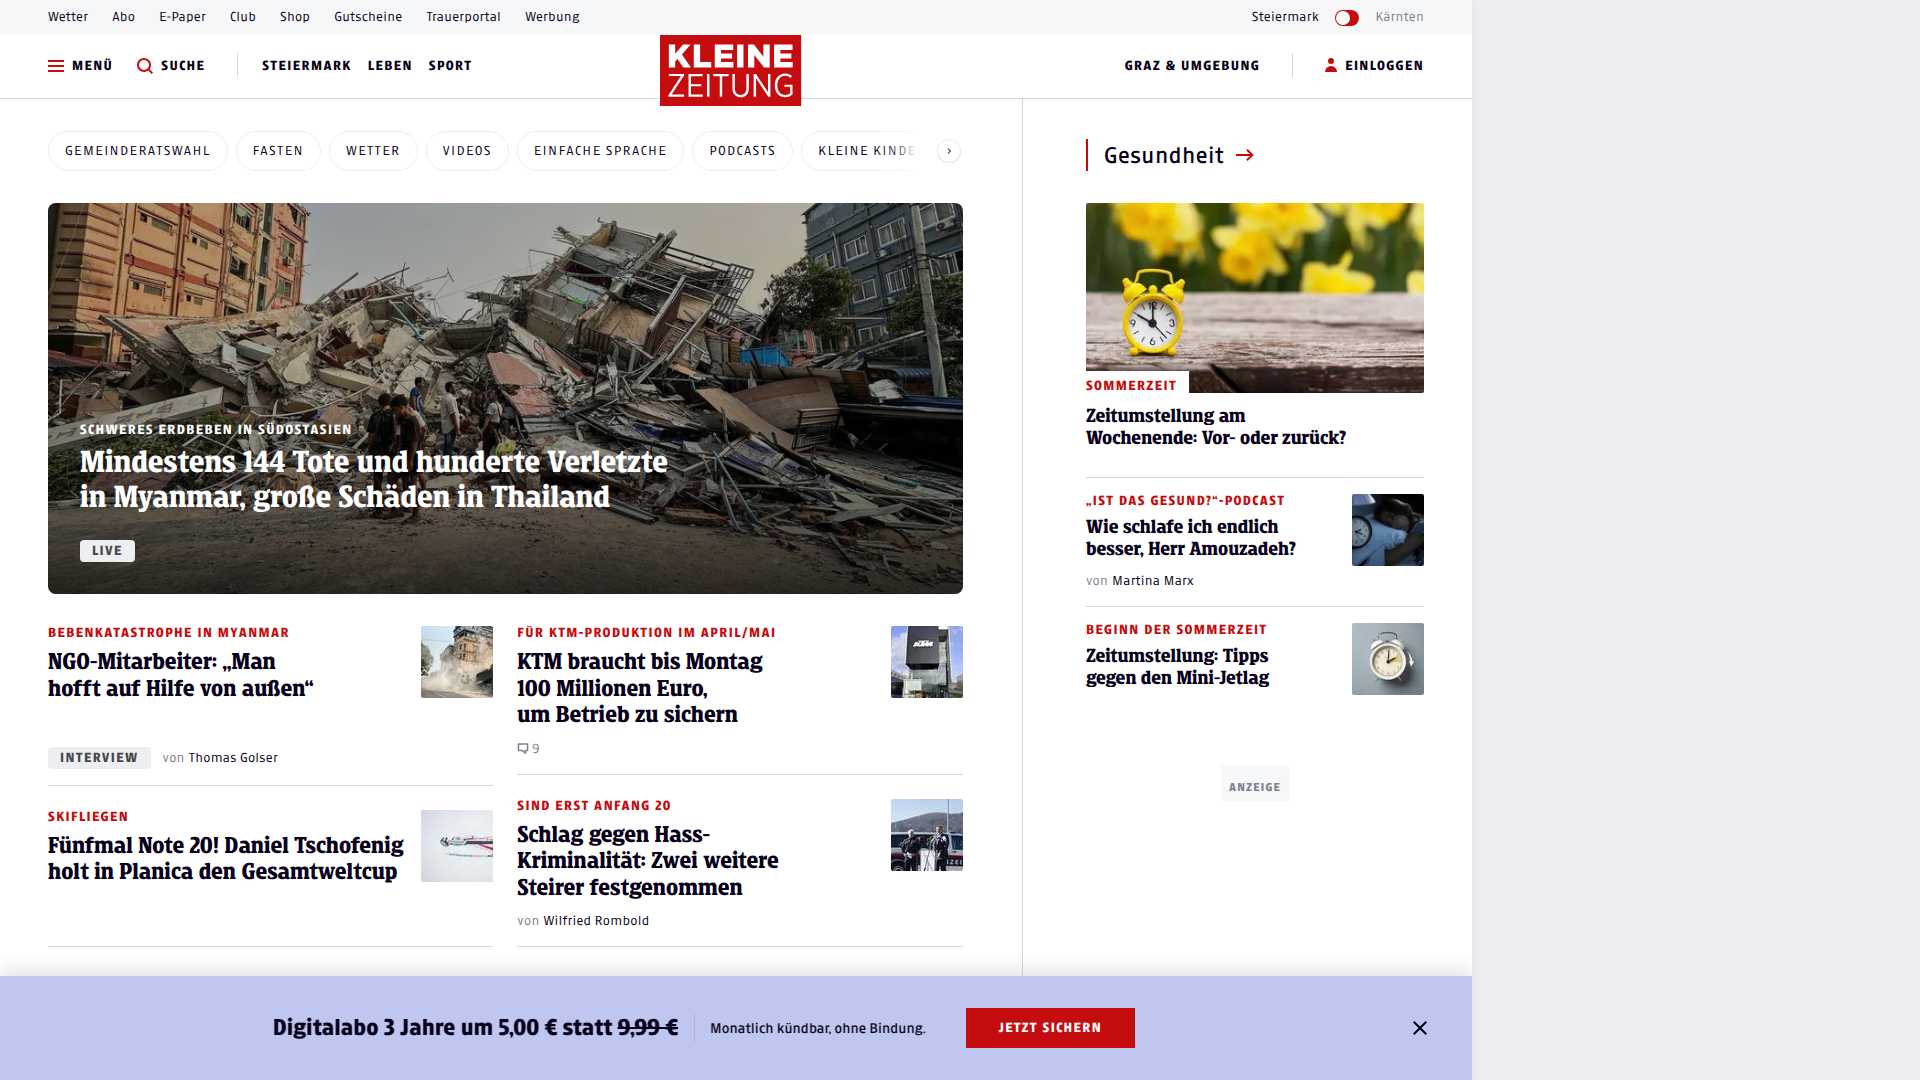 Wetter Abo E-Paper Club Shop Gutscheine Trauerportal Werbung Steiermark Kärnten
MENÜ SUCHE STEIERMARK LEBEN SPORT
KLEINE
ZEITUNG
GRAZ & UMGEBUNG EINLOGGEN
GEMEINDERATSWAHL FASTEN WETTER VIDEOS EINFACHE SPRACHE PODCASTS KLEINE KINDE
SCHWERES ERDBEBEN IN SÜDOSTASIEN
Mindestens 144 Tote und hunderte Verletzte
in Myanmar, große Schäden in Thailand
LIVE
BEBENKATASTROPHE IN MYANMAR
NGO-Mitarbeiter: „Man
hofft auf Hilfe von außen“
INTERVIEW von Thomas Golser
SKIFLIEGEN
Fünfmal Note 20! Daniel Tschofenig
holt in Planica den Gesamtweltcup
FÜR KTM-PRODUKTION IM APRIL/MAI
KTM braucht bis Montag
100 Millionen Euro,
um Betrieb zu sichern
9
SIND ERST ANFANG 20
Schlag gegen Hass-
Kriminalität: Zwei weitere
Steirer festgenommen
von Wilfried Rombold
Gesundheit
SOMMERZEIT
Zeitumstellung am
Wochenende: Vor- oder zurück?
„IST DAS GESUND?“-PODCAST
Wie schlafe ich endlich
besser, Herr Amouzadeh?
von Martina Marx
BEGINN DER SOMMERZEIT
Zeitumstellung: Tipps
gegen den Mini-Jetlag
ANZEIGE
Digitalabo 3 Jahre um 5,00 € statt 9,99 € Monatlich kündbar, ohne Bindung. JETZT SICHERN